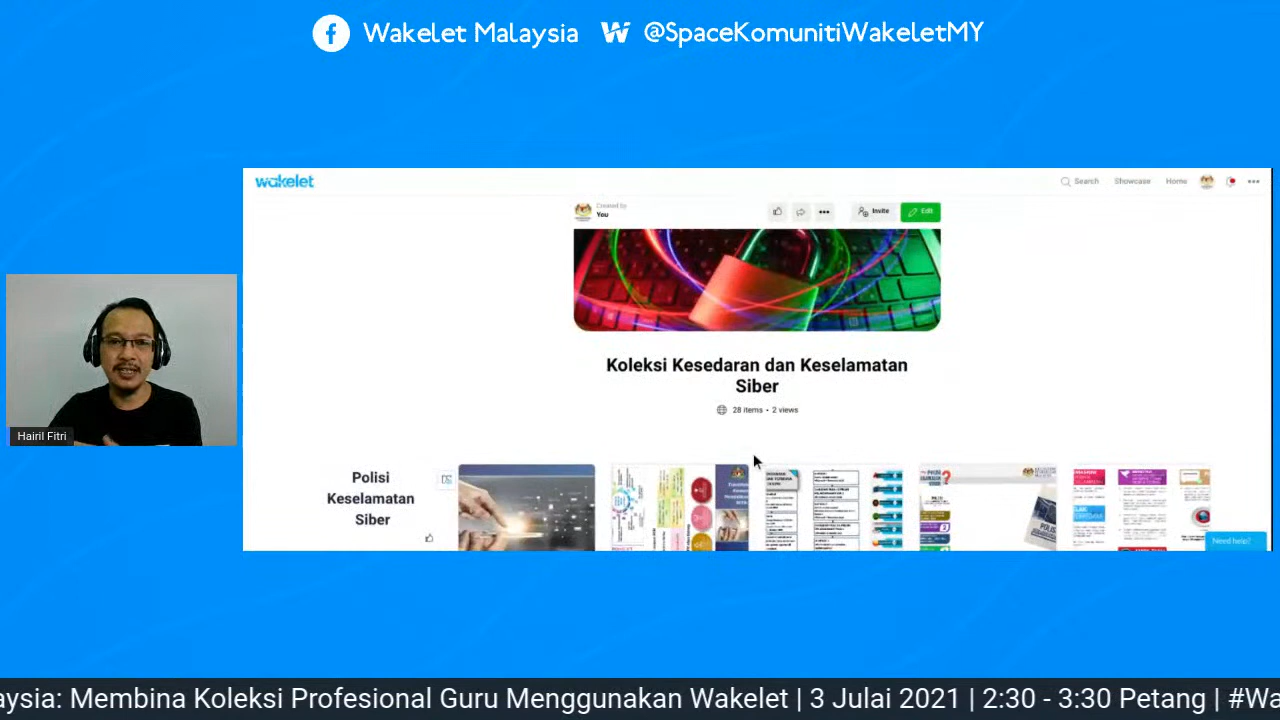 Wakelet Malaysia @SpaceKomunitiWakeletMY
wakelet
Search Showcase Home
Created by
You
Invite Edit
Koleksi Kesedaran dan Keselamatan
Siber
28 items • 2 views
Polisi
Keselamatan
Siber
Need help?
Hairil Fitri
aysia: Membina Koleksi Profesional Guru Menggunakan Wakelet | 3 Julai 2021 | 2:30 - 3:30 Petang | #Wa